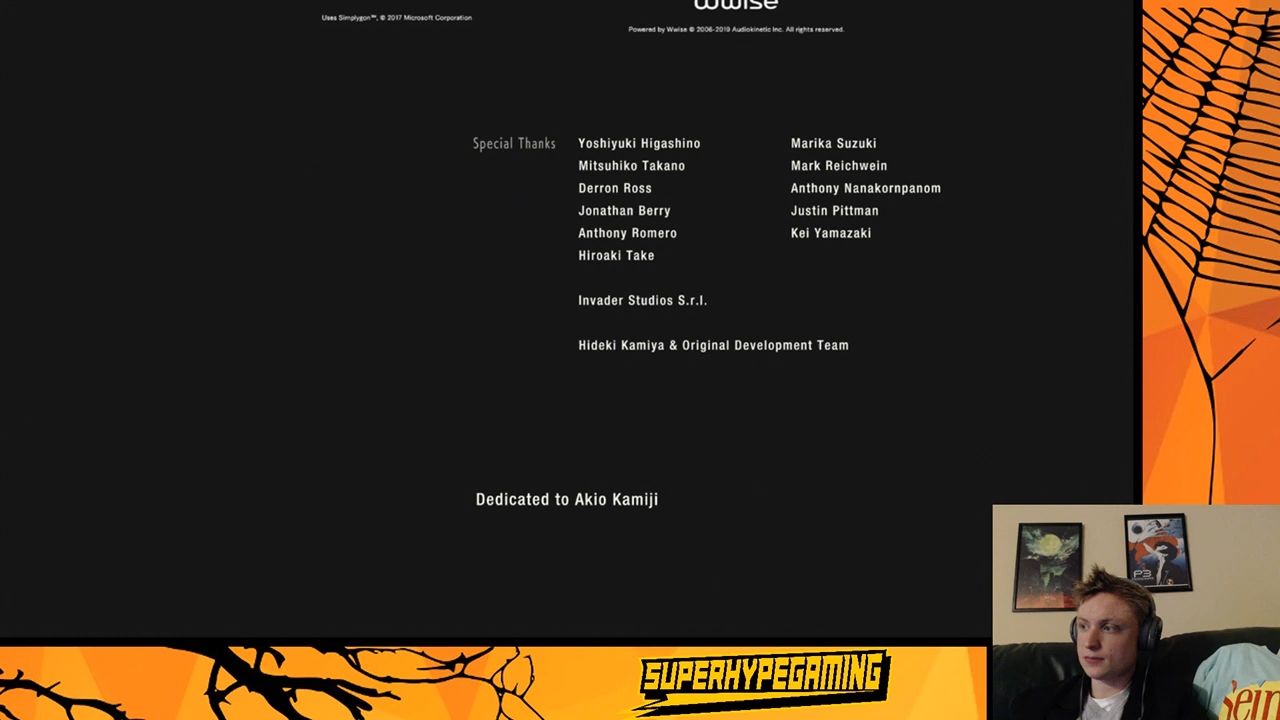 wwise
Uses Simplygon™, © 2017 Microsoft Corporation
Powered by Wwise © 2006-2019 Audiokinetic Inc. All rights reserved.
Special Thanks
Yoshiyuki Higashino
Mitsuhiko Takano
Derron Ross
Jonathan Berry
Anthony Romero
Hiroaki Take
Marika Suzuki
Mark Reichwein
Anthony Nanakornpanom
Justin Pittman
Kei Yamazaki
Invader Studios S.r.l.
Hideki Kamiya & Original Development Team
Dedicated to Akio Kamiji
P3
SUPERHYPEGAMING